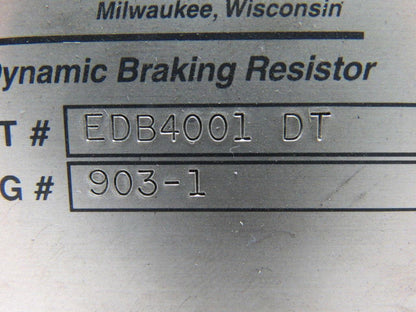 Milwaukee, Wisconsin
Dynamic Braking Resistor
T # EDB4001 DT
G # 903-1